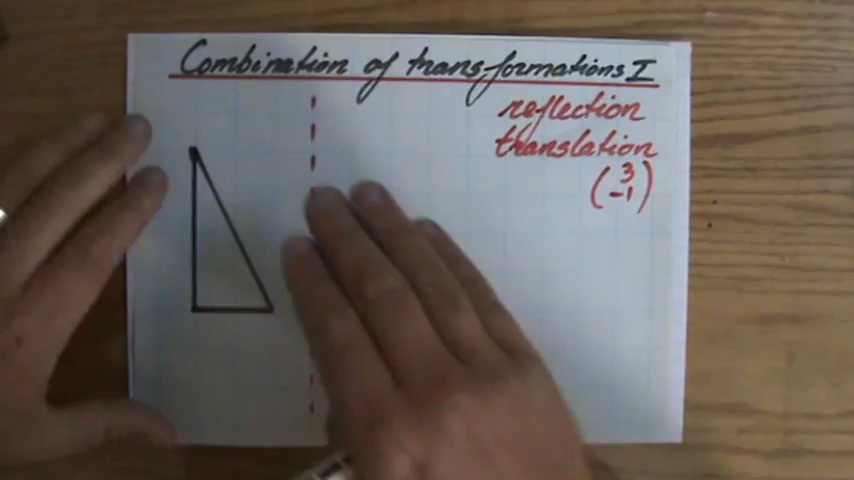 Combination of transformations I
reflection
translation
(3
-1)